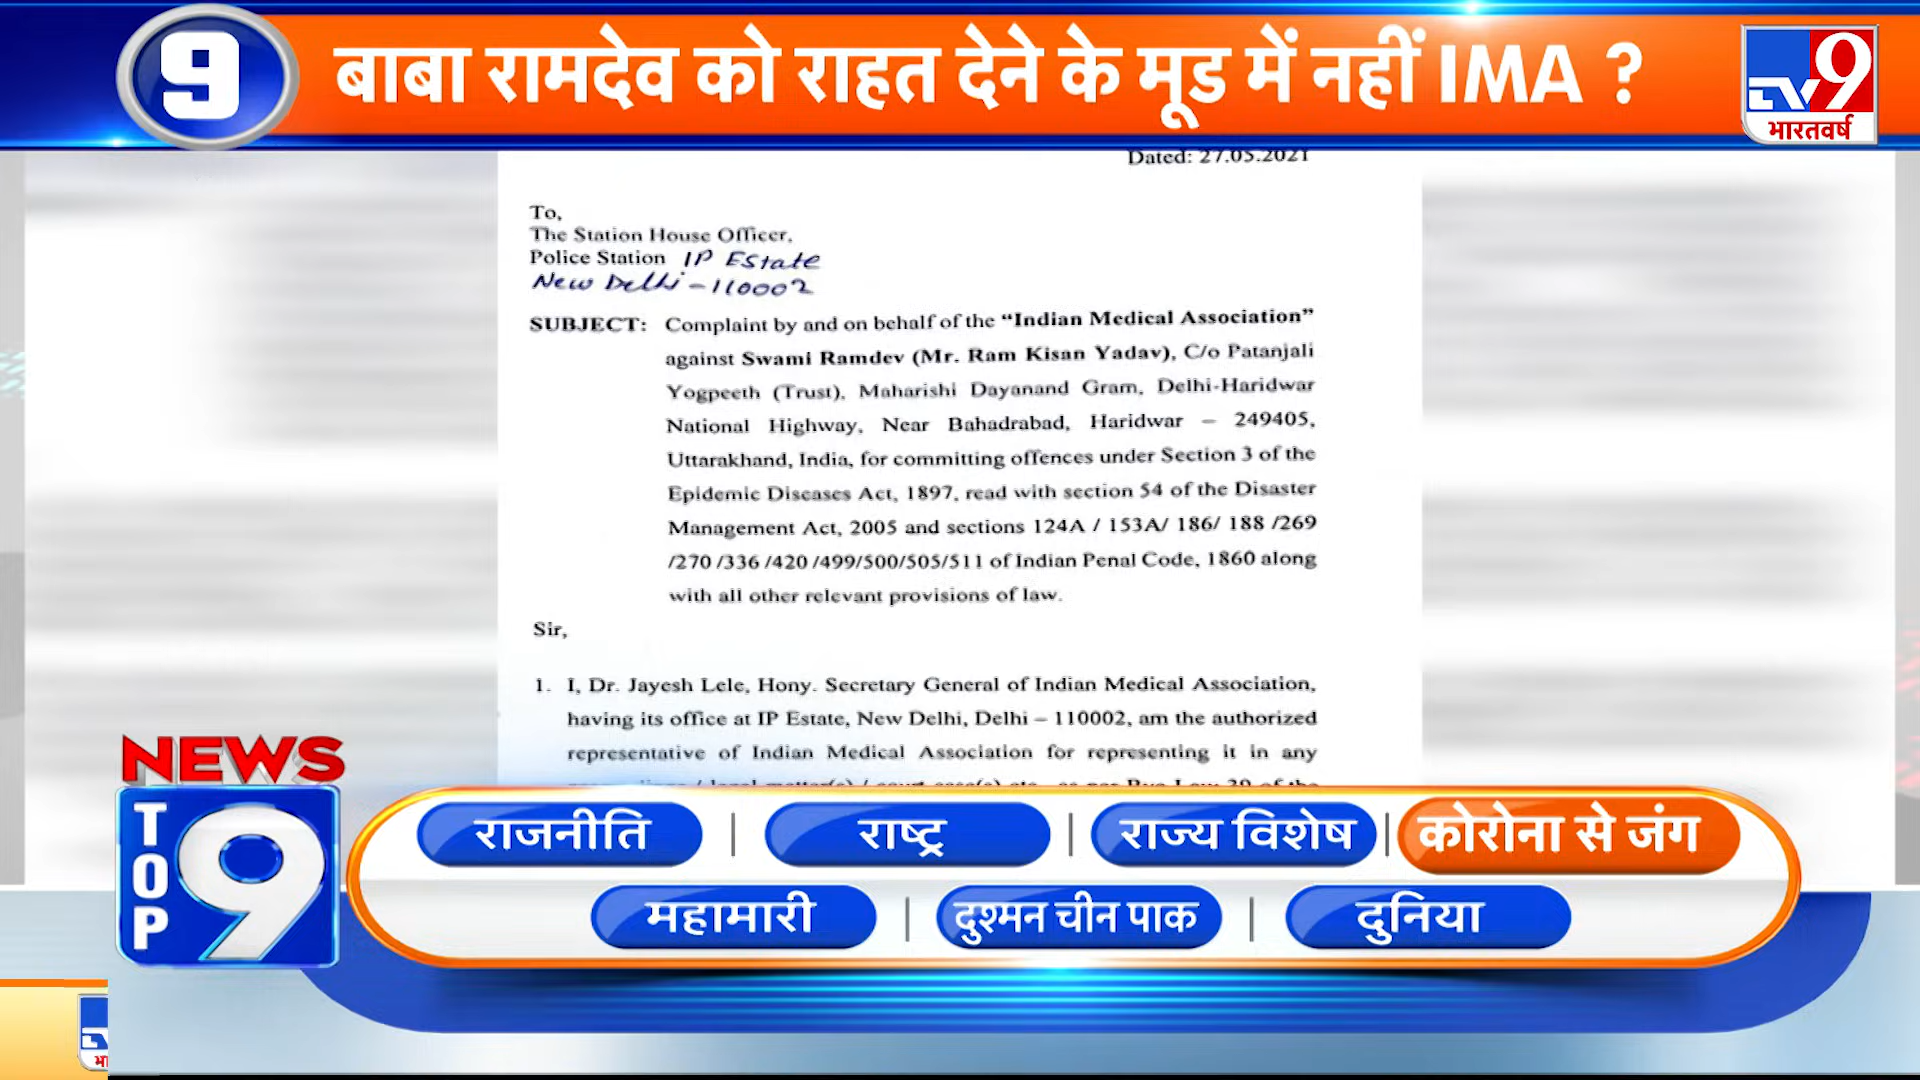 9 बाबा रामदेव को राहत देने के मूड में नहीं IMA ?
TV9
भारतवर्ष
Dated: 27.05.2021
To,
The Station House Officer,
Police Station IP Estate
New Delhi - 110002
SUBJECT: Complaint by and on behalf of the “Indian Medical Association”
against Swami Ramdev (Mr. Ram Kisan Yadav), C/o Patanjali
Yogpeeth (Trust), Maharishi Dayanand Gram, Delhi-Haridwar
National Highway, Near Bahadrabad, Haridwar – 249405,
Uttarakhand, India, for committing offences under Section 3 of the
Epidemic Diseases Act, 1897, read with section 54 of the Disaster
Management Act, 2005 and sections 124A / 153A/ 186/ 188 /269
/270 /336 /420 /499/500/505/511 of Indian Penal Code, 1860 along
with all other relevant provisions of law.
Sir,
1. I, Dr. Jayesh Lele, Hony. Secretary General of Indian Medical Association,
having its office at IP Estate, New Delhi, Delhi – 110002, am the authorized
representative of Indian Medical Association for representing it in any
NEWS
TOP 9
राजनीति | राष्ट्र | राज्य विशेष | कोरोना से जंग
महामारी | दुश्मन चीन पाक | दुनिया